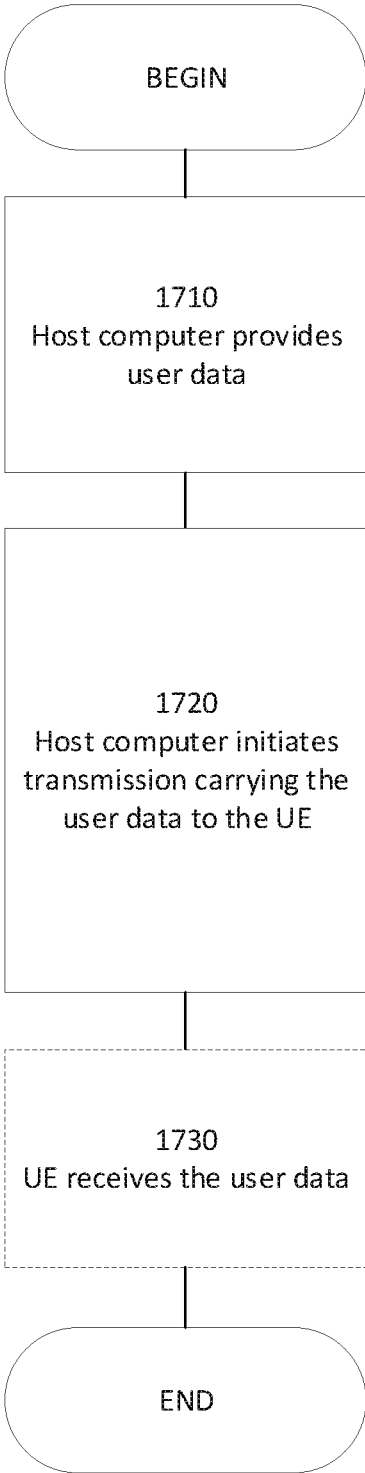 BEGIN
1710
Host computer provides
user data
1720
Host computer initiates
transmission carrying the
user data to the UE
1730
UE receives the user data
END